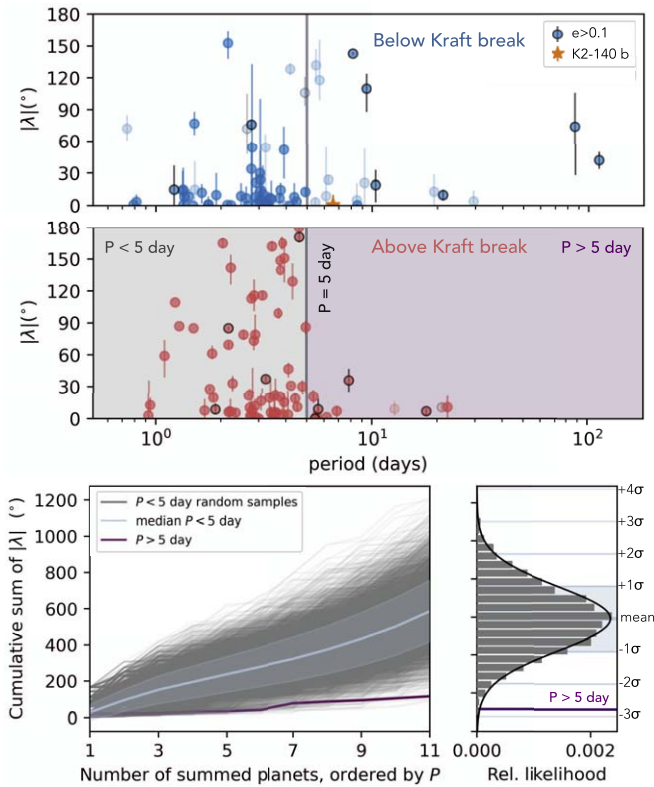 180
150
120
90
60
30
0
|λ|(°)
Below Kraft break
e>0.1
K2-140 b
180
150
120
90
60
30
0
|λ|(°)
P < 5 day
P = 5 day
Above Kraft break
P > 5 day
10⁰
10¹
10²
period (days)
1200
1000
800
600
400
200
0
Cumulative sum of |λ| (°)
P < 5 day random samples
median P < 5 day
P > 5 day
1
3
5
7
9
11
Number of summed planets, ordered by P
+4σ
+3σ
+2σ
+1σ
mean
-1σ
-2σ
P > 5 day
-3σ
0.000
0.002
Rel. likelihood